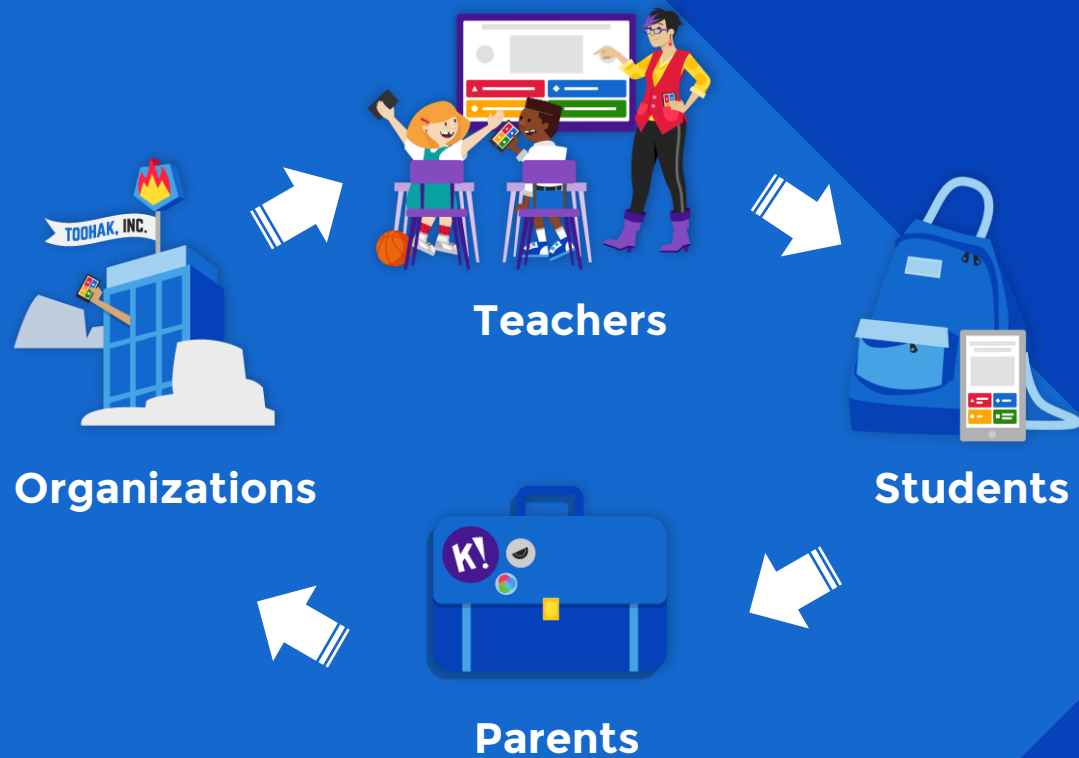 TOOHAK, INC.
Teachers
Organizations
Students
K!
Parents